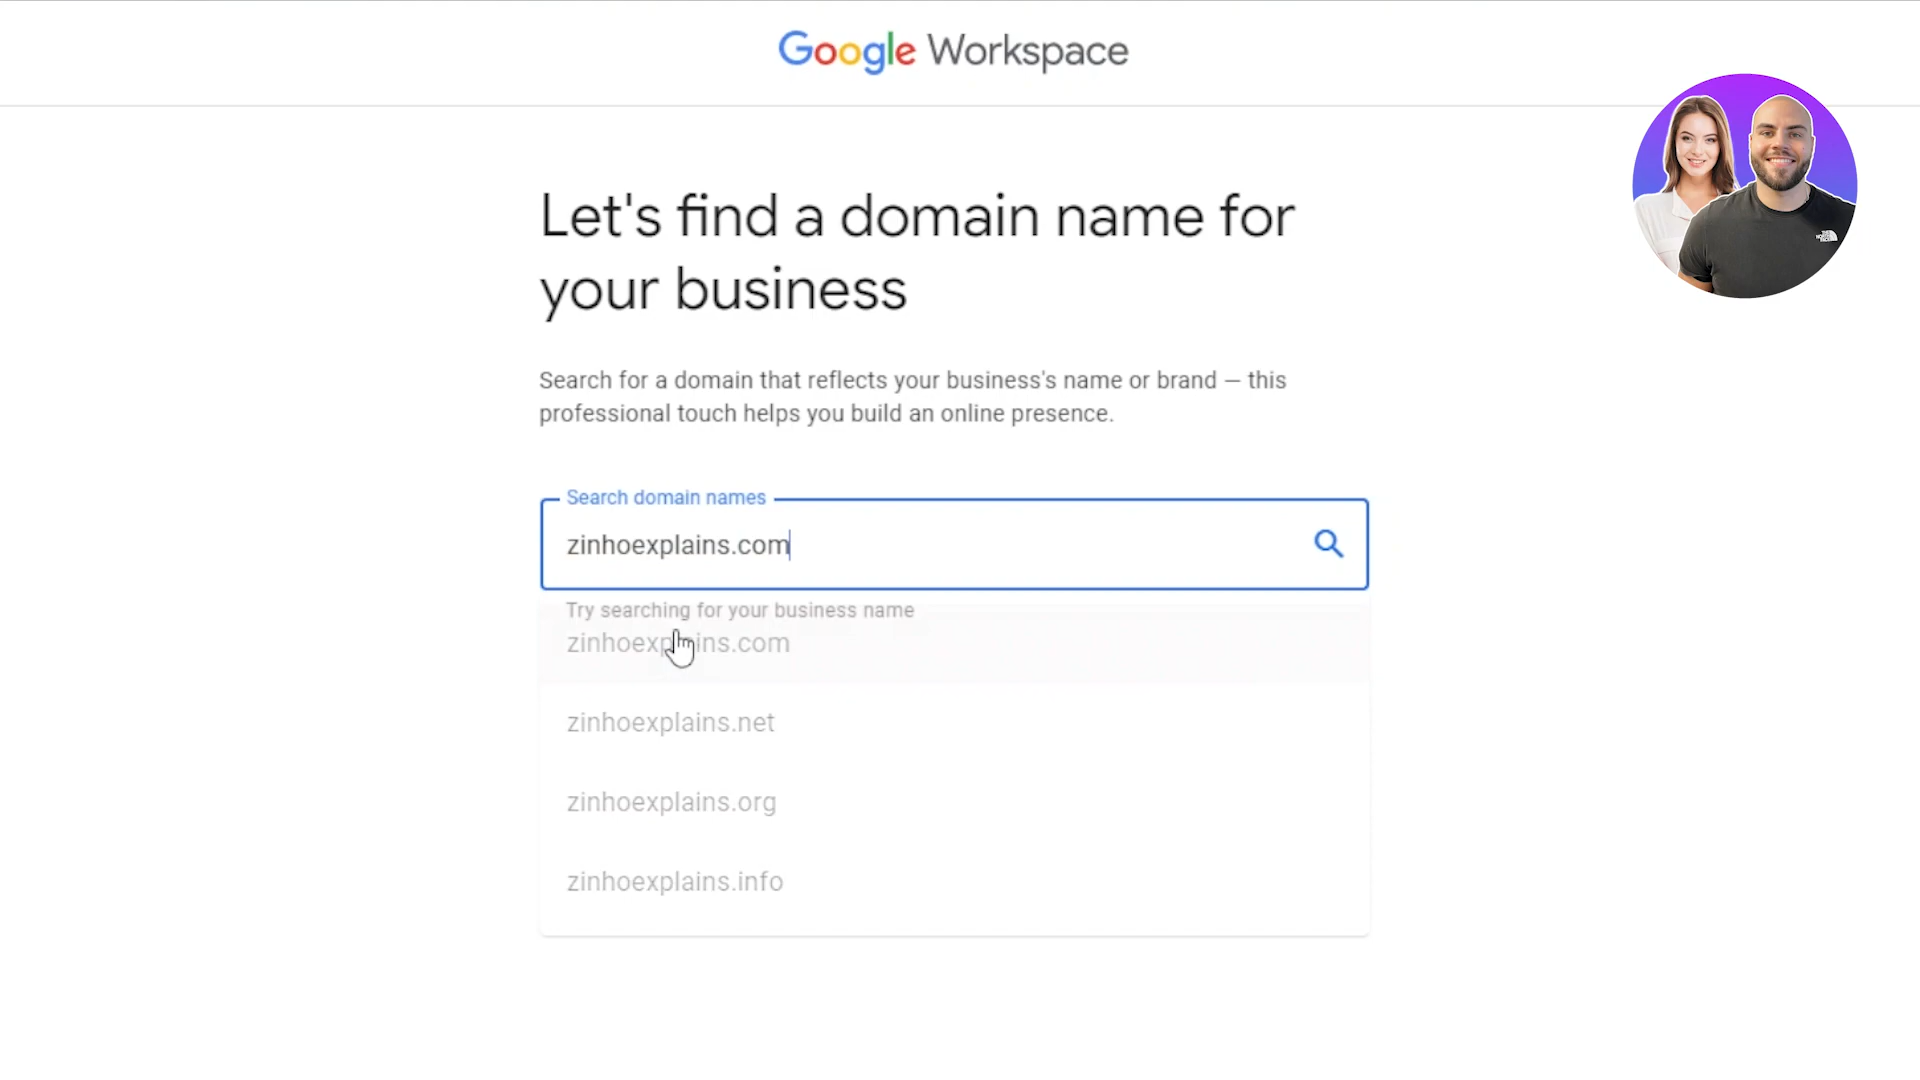 Google Workspace
Let's find a domain name for
your business
Search for a domain that reflects your business's name or brand — this
professional touch helps you build an online presence.
Search domain names
zinhoexplains.com
Try searching for your business name
zinhoexplains.com
zinhoexplains.net
zinhoexplains.org
zinhoexplains.info